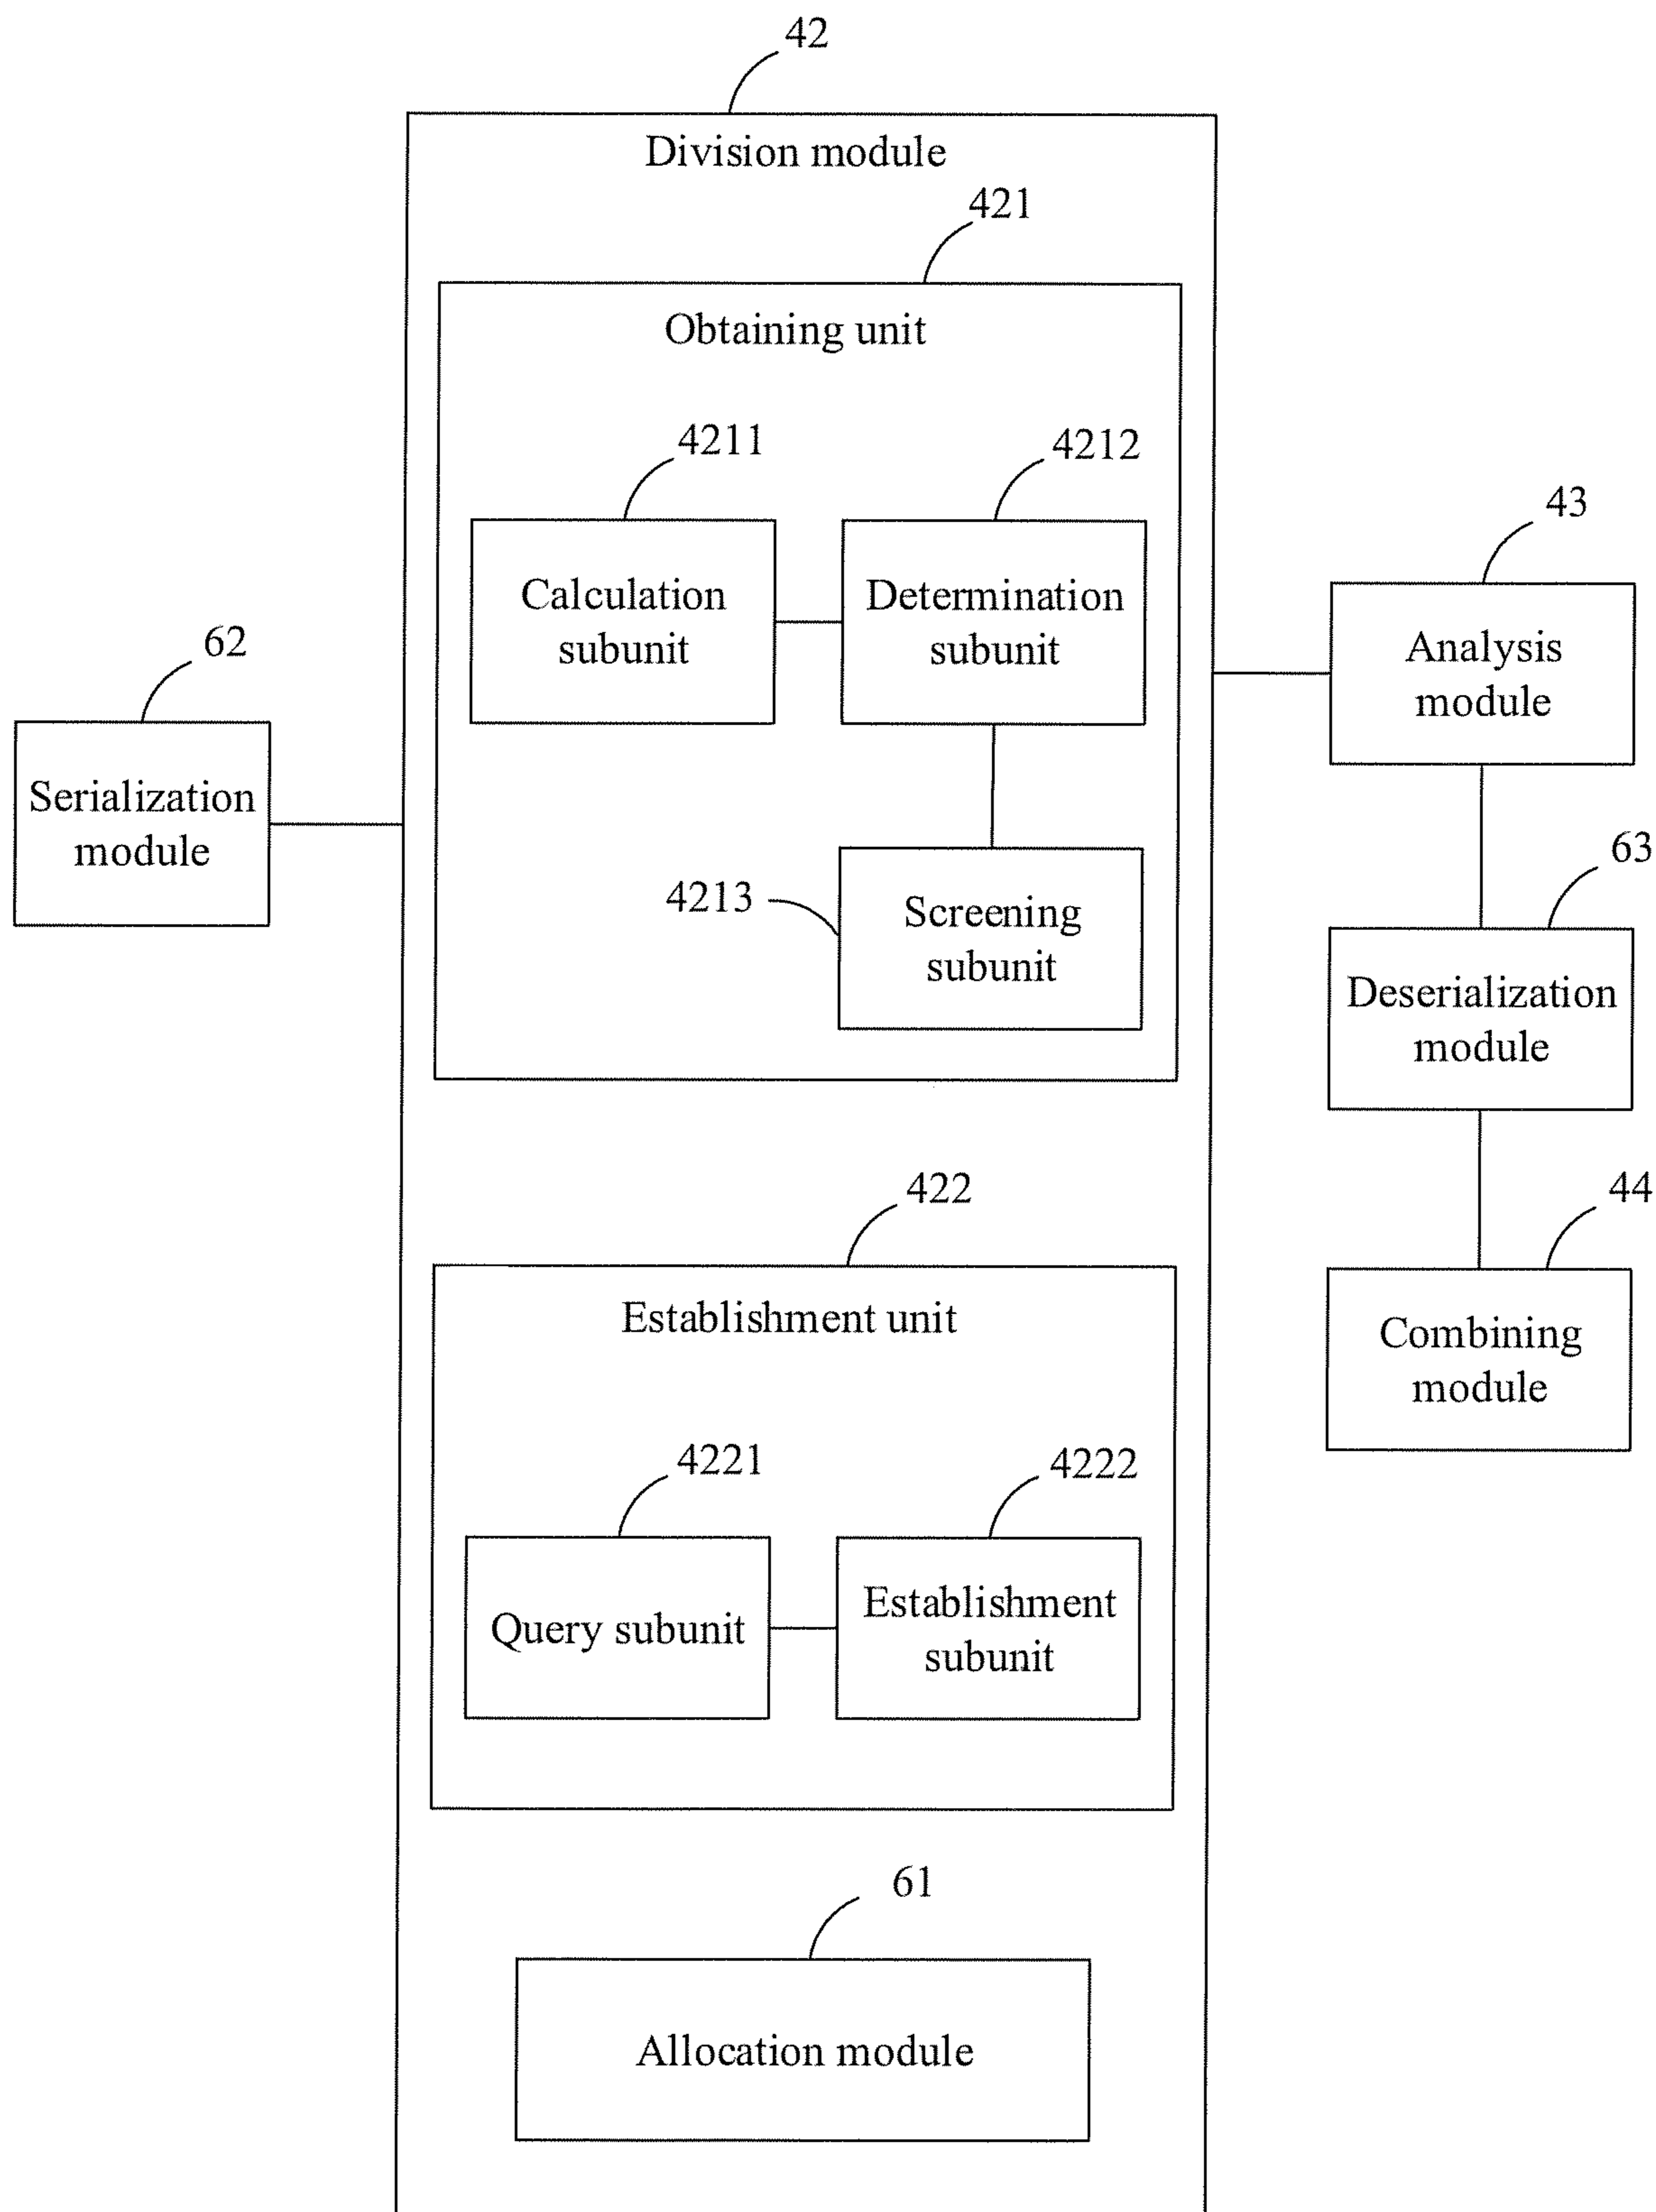 42
Division module
421
Obtaining unit
4211
4212
Calculation
subunit
Determination
subunit
4213
Screening
subunit
62
Serialization
module
43
Analysis
module
63
Deserialization
module
44
Combining
module
422
Establishment unit
4221
4222
Query subunit
Establishment
subunit
61
Allocation module